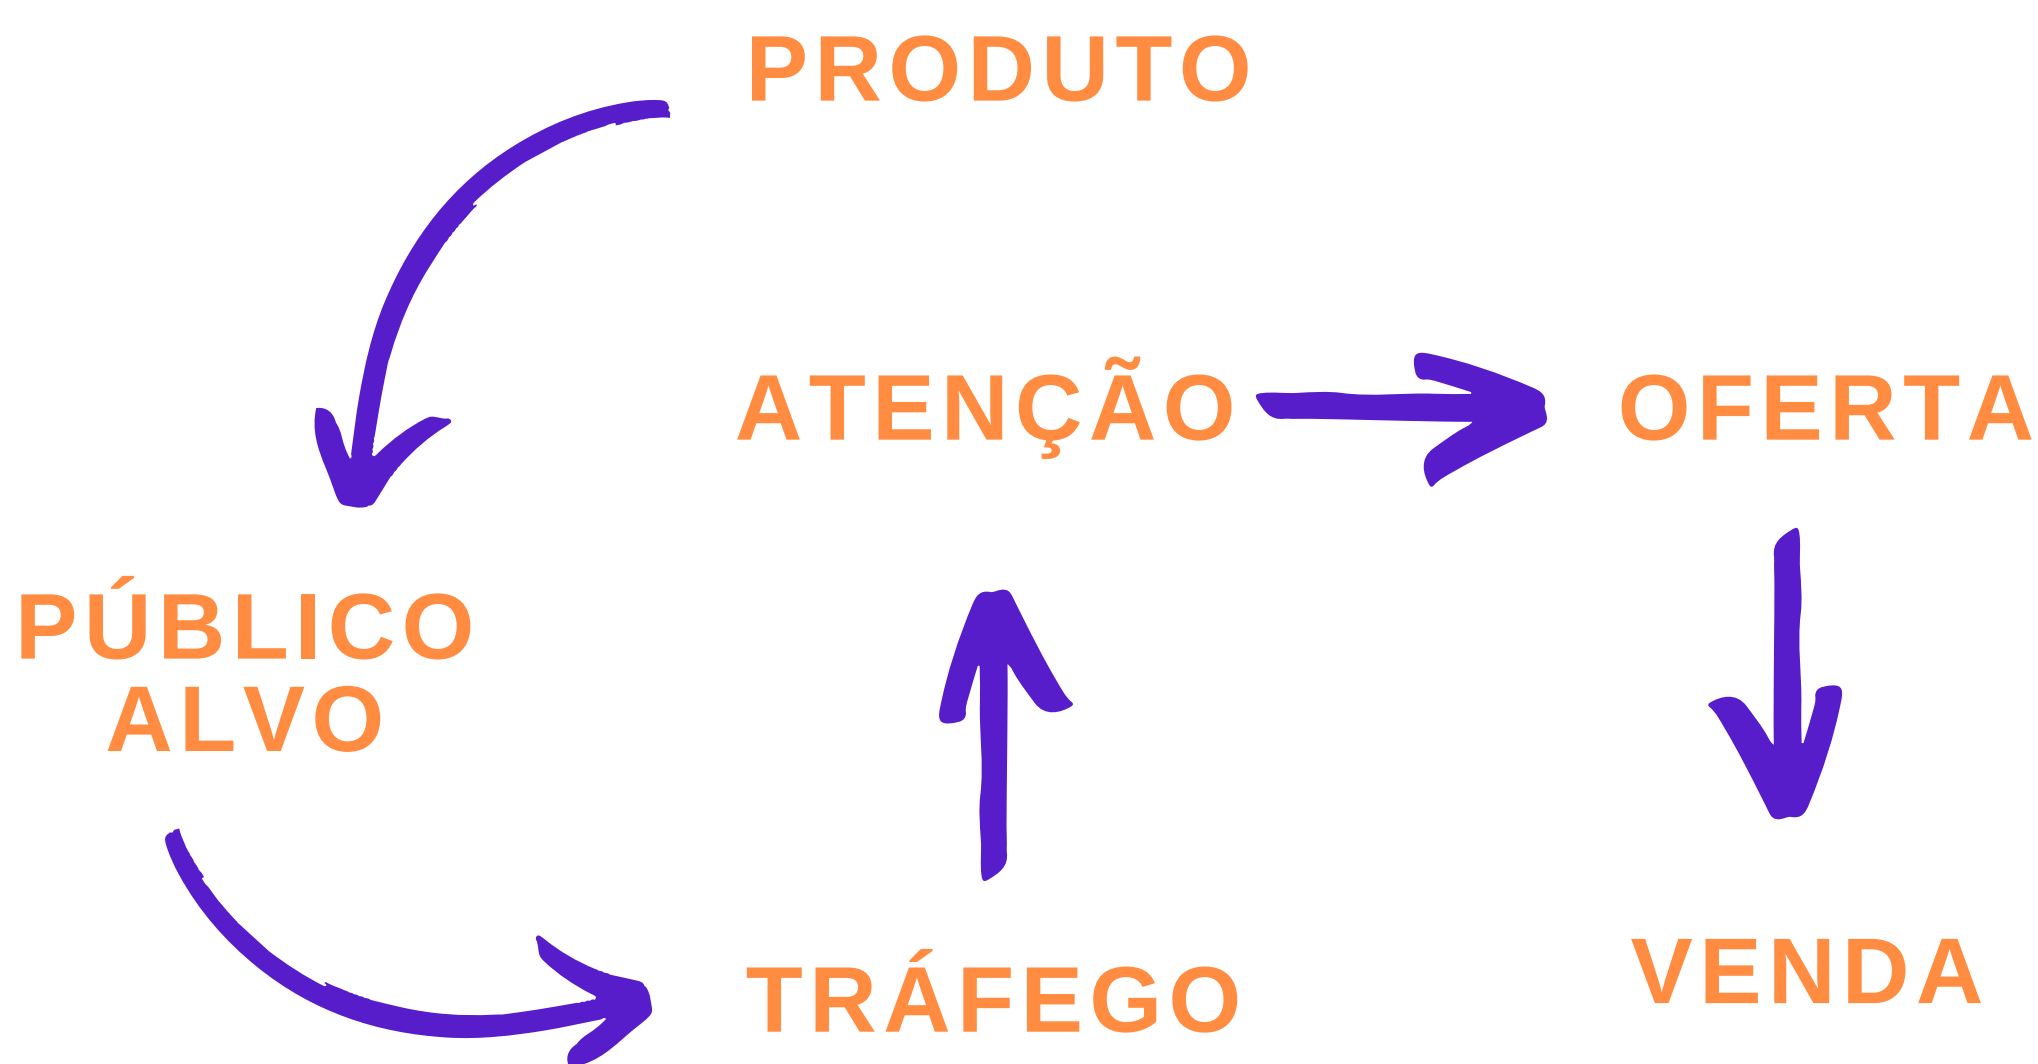 PRODUTO
ATENÇÃO
OFERTA
PÚBLICO
ALVO
TRÁFEGO
VENDA